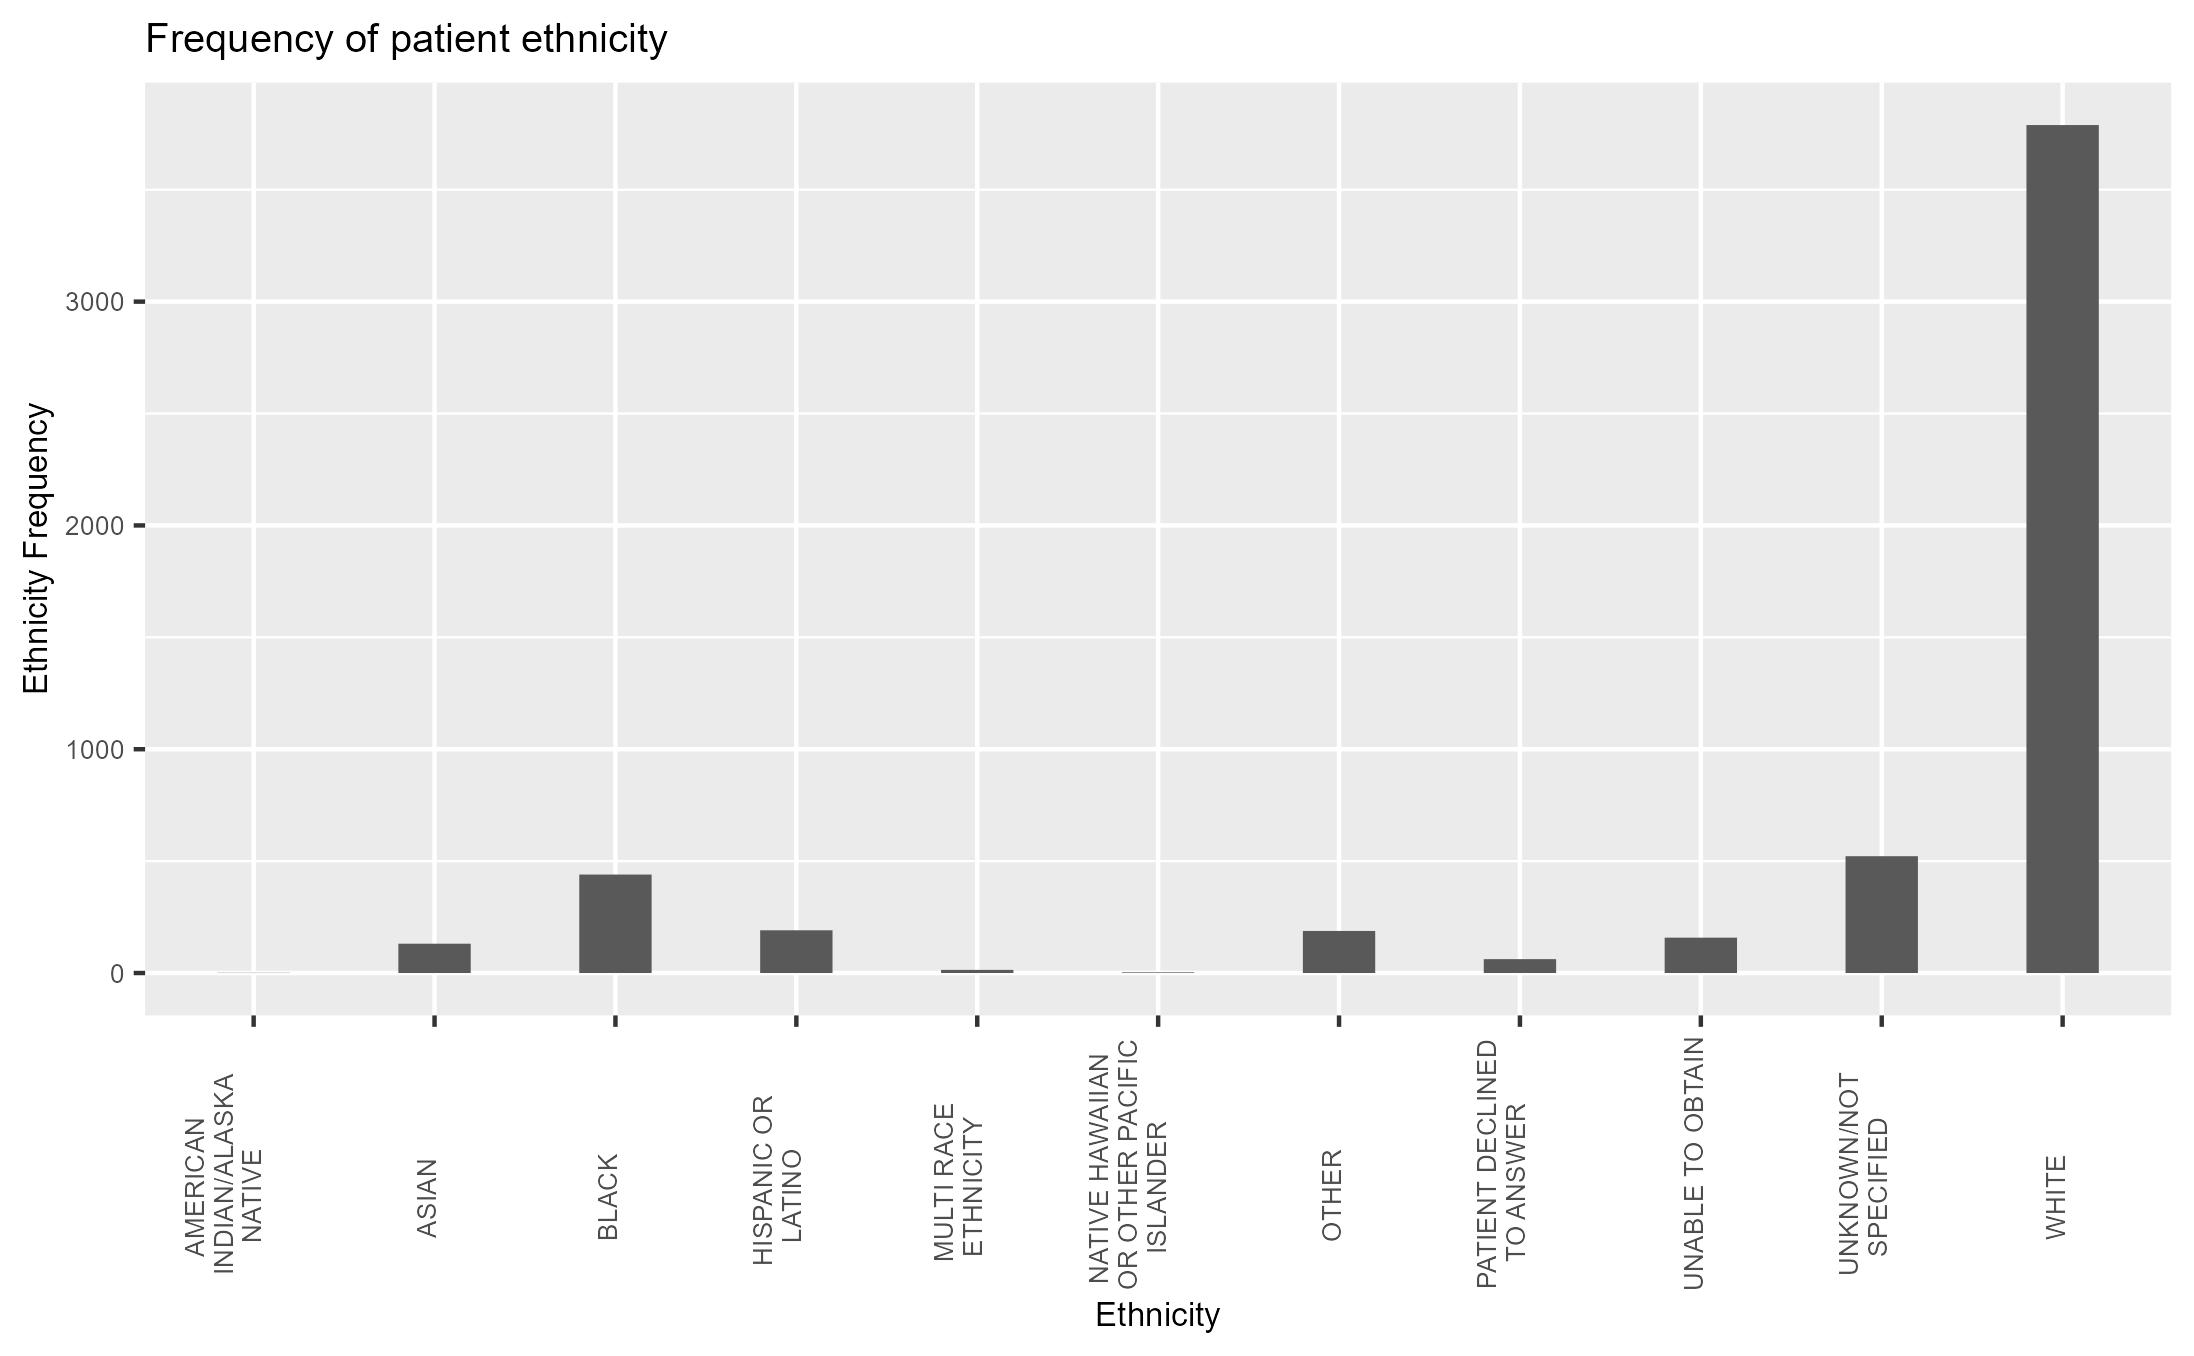 Frequency of patient ethnicity
Ethnicity Frequency
3000
2000
1000
0
AMERICAN
INDIAN/ALASKA
NATIVE
ASIAN
BLACK
HISPANIC OR
LATINO
MULTI RACE
ETHNICITY
NATIVE HAWAIIAN
OR OTHER PACIFIC
ISLANDER
OTHER
PATIENT DECLINED
TO ANSWER
UNABLE TO OBTAIN
UNKNOWN/NOT
SPECIFIED
WHITE
Ethnicity